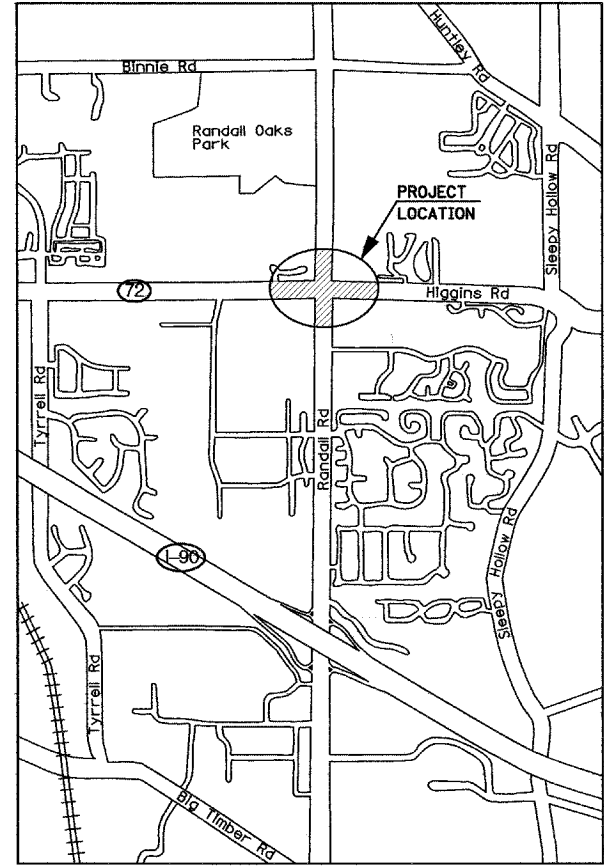 Huntley Rd
Binnie Rd
Randall Oaks
Park
Sleepy Hollow Rd
PROJECT
LOCATION
72
Higgins Rd
Tyrrell Rd
Randall Rd
I-90
Sleepy Hollow Rd
Tyrrell Rd
Big Timber Rd